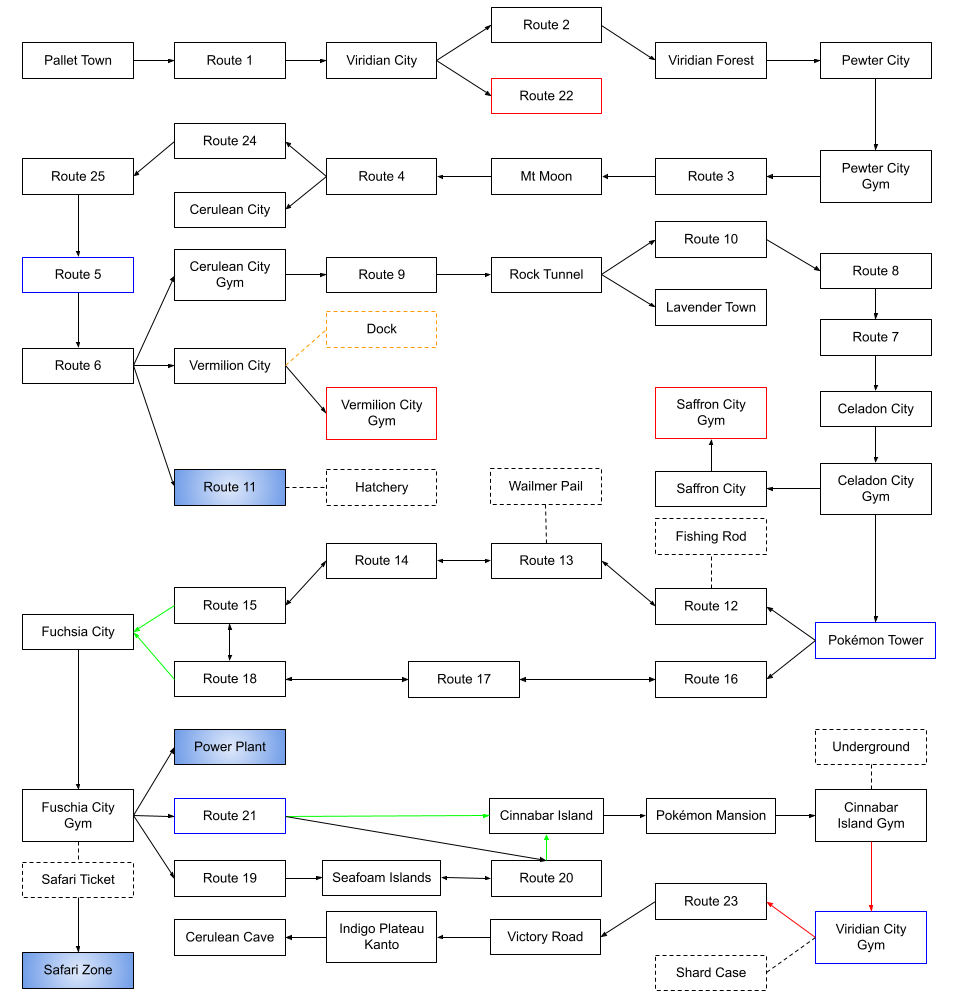 Route 2
Pallet Town
Route 1
Viridian City
Viridian Forest
Pewter City
Route 22
Route 24
Route 25
Route 4
Mt Moon
Route 3
Pewter City
Gym
Cerulean City
Route 10
Route 5
Cerulean City
Gym
Route 9
Rock Tunnel
Route 8
Lavender Town
Dock
Route 7
Route 6
Vermilion City
Vermilion City
Gym
Saffron City
Gym
Celadon City
Route 11
Hatchery
Wailmer Pail
Saffron City
Celadon City
Gym
Fishing Rod
Route 14
Route 13
Route 15
Route 12
Fuchsia City
Pokémon Tower
Route 18
Route 17
Route 16
Power Plant
Underground
Fuschia City
Gym
Route 21
Cinnabar Island
Pokémon Mansion
Cinnabar
Island Gym
Safari Ticket
Route 19
Seafoam Islands
Route 20
Route 23
Cerulean Cave
Indigo Plateau
Kanto
Victory Road
Viridian City
Gym
Safari Zone
Shard Case